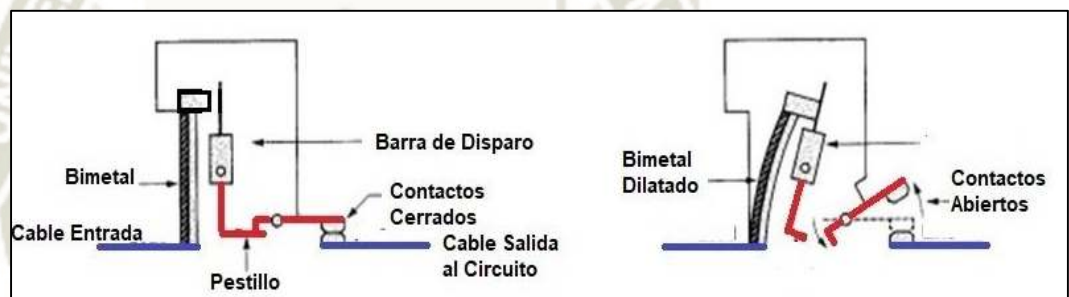 Barra de Disparo
Bimetal
Contactos
Cerrados
Cable Entrada
Cable Salida
al Circuito
Pestillo
Bimetal
Dilatado
Contactos
Abiertos